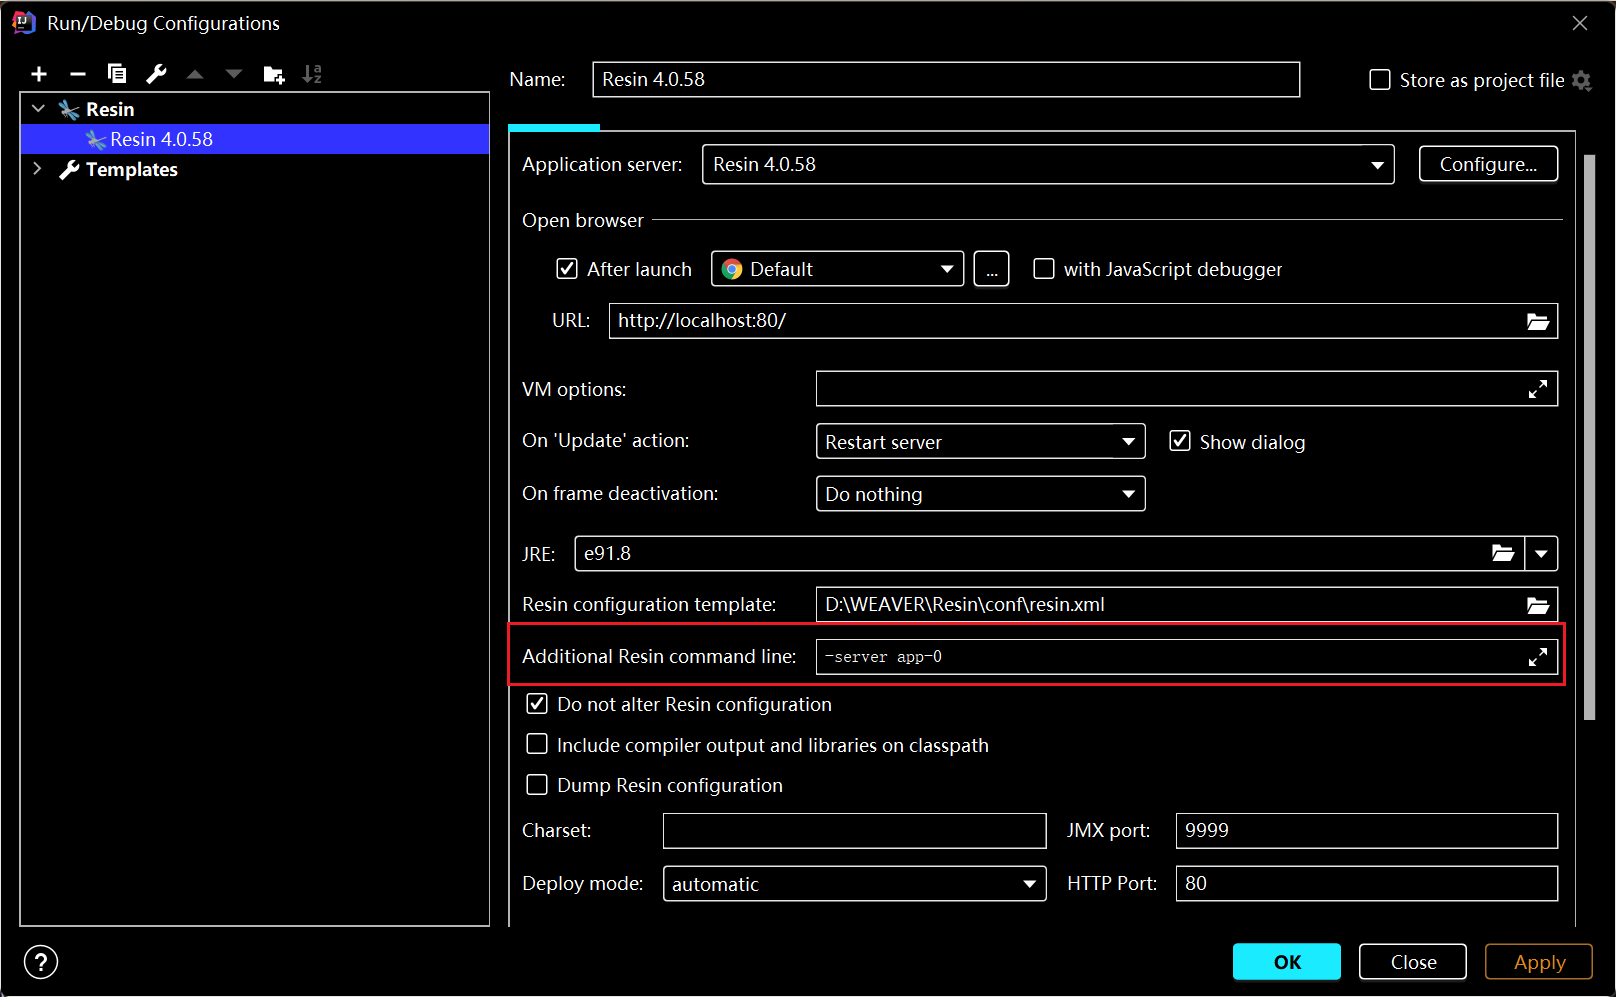 Run/Debug Configurations
Name: Resin 4.0.58 Store as project file
Resin
Resin 4.0.58
Templates
Application server: Resin 4.0.58 Configure...
Open browser
After launch Default ... with JavaScript debugger
URL: http://localhost:80/
VM options:
On 'Update' action: Restart server Show dialog
On frame deactivation: Do nothing
JRE: e91.8
Resin configuration template: D:\WEAVER\Resin\conf\resin.xml
Additional Resin command line: -server app-0
Do not alter Resin configuration
Include compiler output and libraries on classpath
Dump Resin configuration
Charset: JMX port: 9999
Deploy mode: automatic HTTP Port: 80
? OK Close Apply